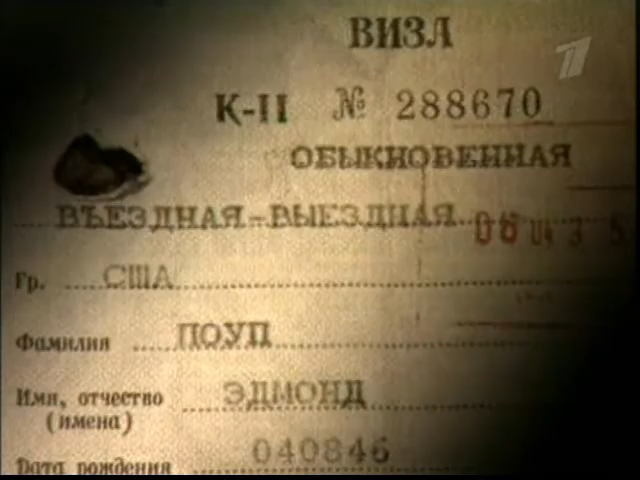 ВИЗА
К-II № 288670
ОБЫКНОВЕННАЯ
ВЪЕЗДНАЯ-ВЫЕЗДНАЯ
Гр. США
Фамилия ПОУП
Имя, отчество ЭДМОНД
(имена)
Дата рождения 040846